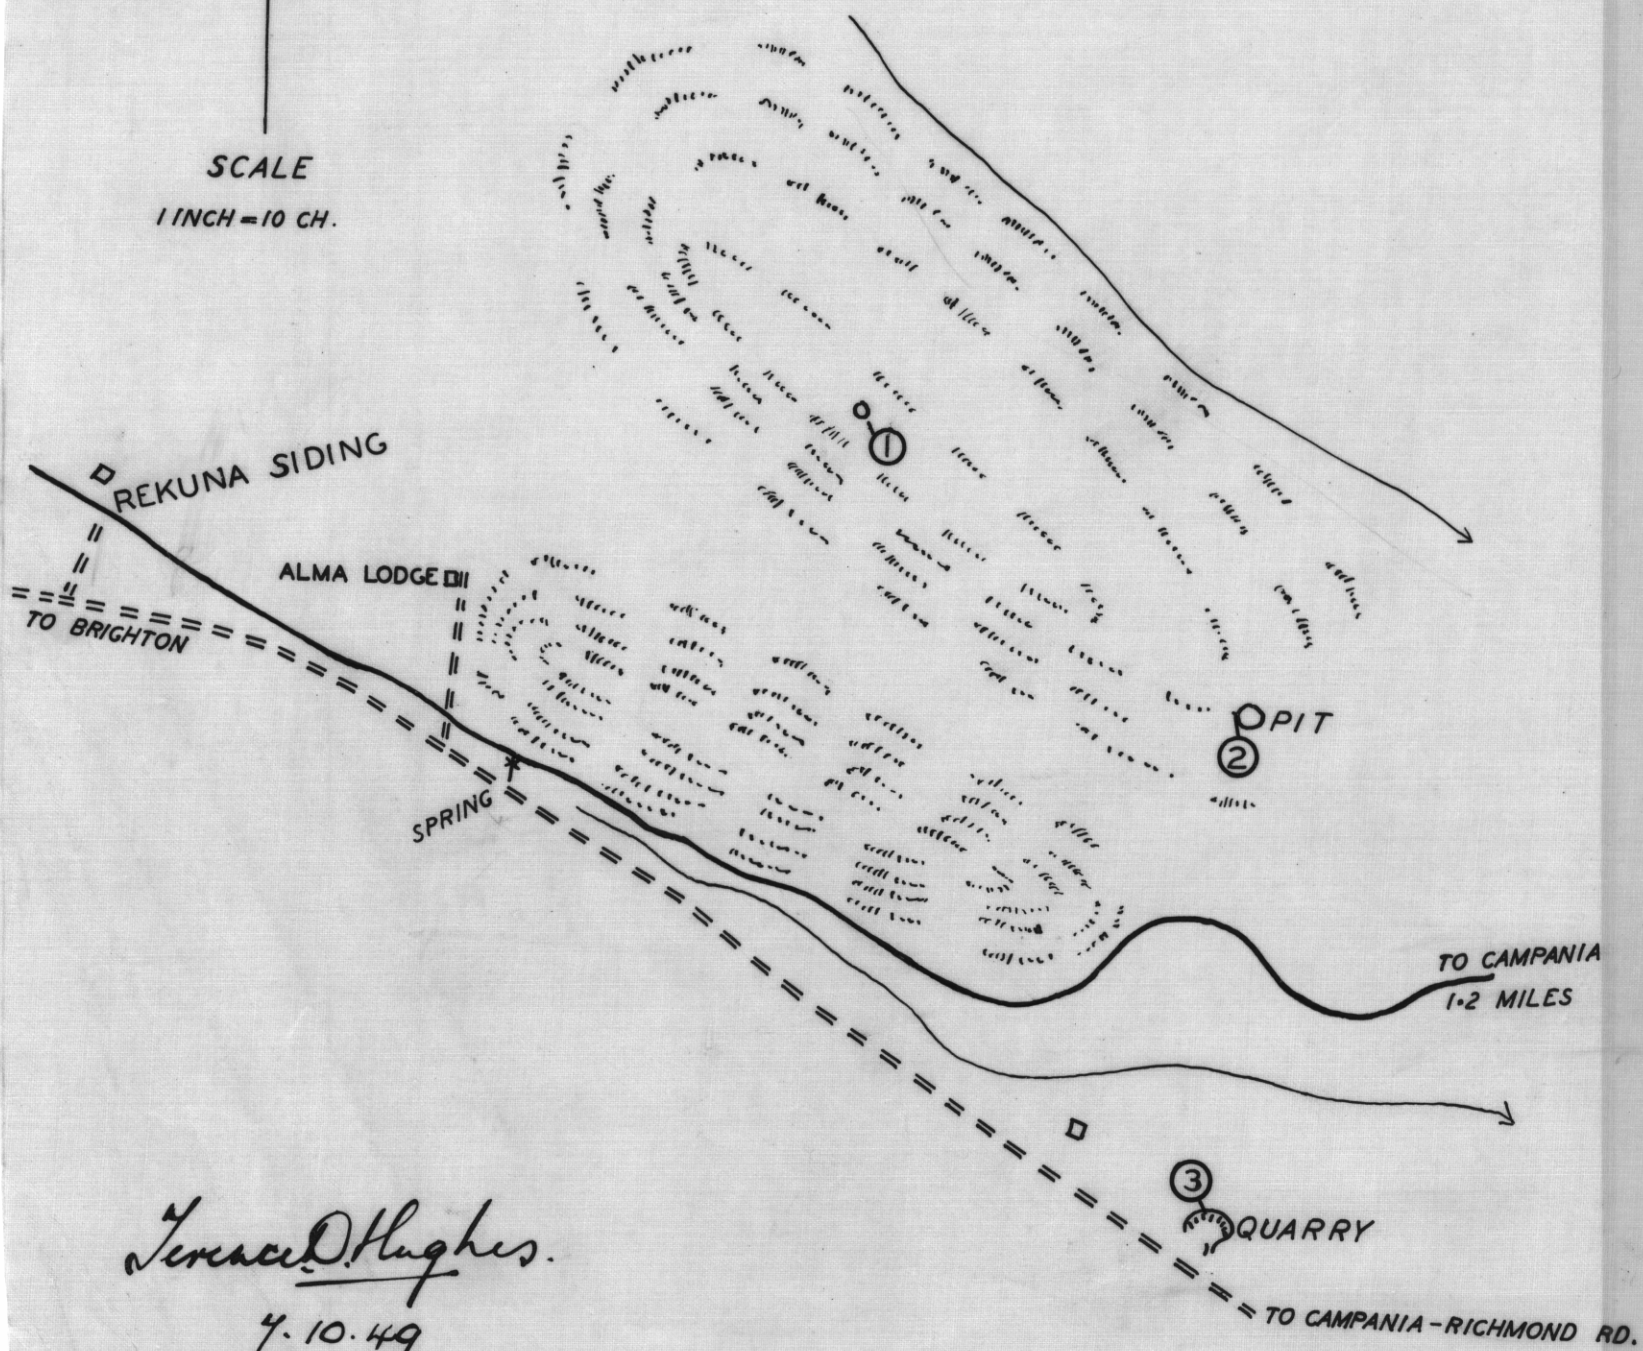 SCALE
1 INCH = 10 CH.
REKUNA SIDING
ALMA LODGE
TO BRIGHTON
SPRING
1
PIT
2
TO CAMPANIA
1.2 MILES
3
QUARRY
TO CAMPANIA - RICHMOND RD.
Terence D. Hughes.
7.10.49